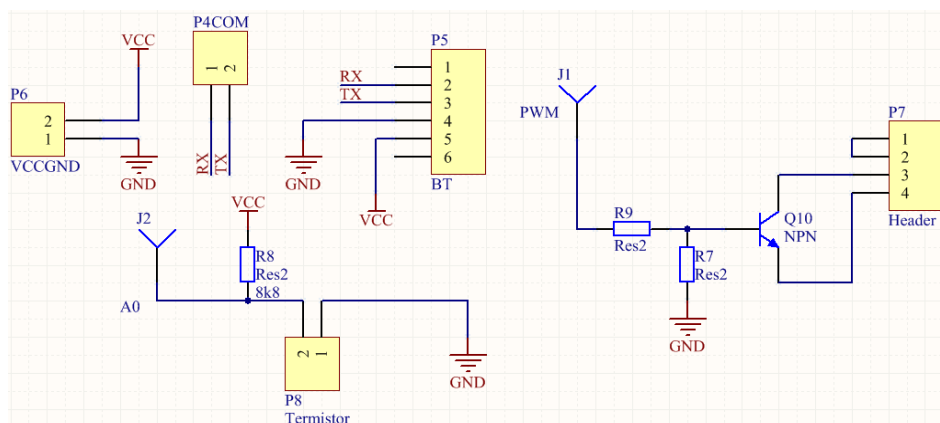 P4COM
1
2
RX
TX
VCC
P6
2
1
VCCGND
GND
P5
RX
TX
1
2
3
4
5
6
BT
GND
VCC
J1
PWM
P7
1
2
3
4
Header
Q10
NPN
R9
Res2
R7
Res2
GND
J2
A0
VCC
R8
Res2
8k8
2
1
P8
Termistor
GND